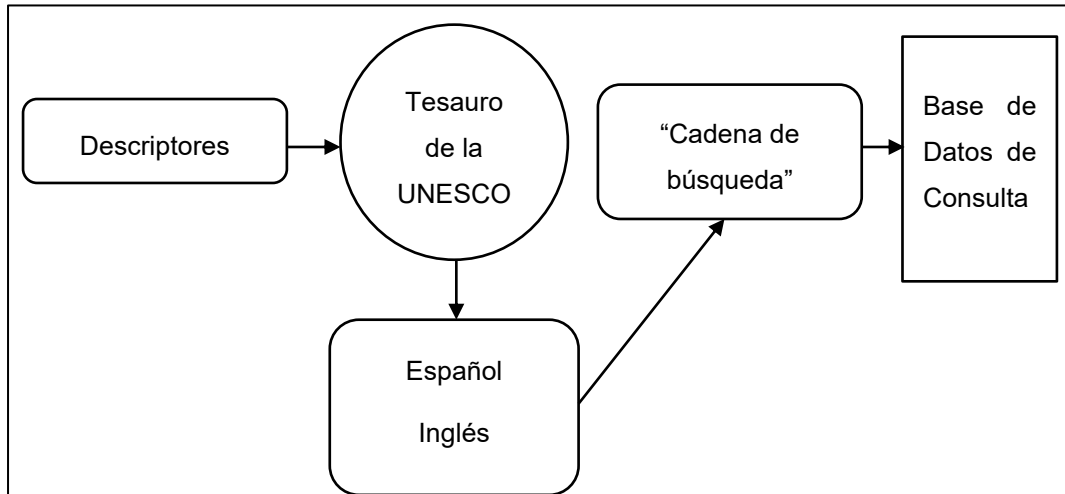 Descriptores
Tesauro
de la
UNESCO
Español
Inglés
“Cadena de
búsqueda”
Base de
Datos de
Consulta